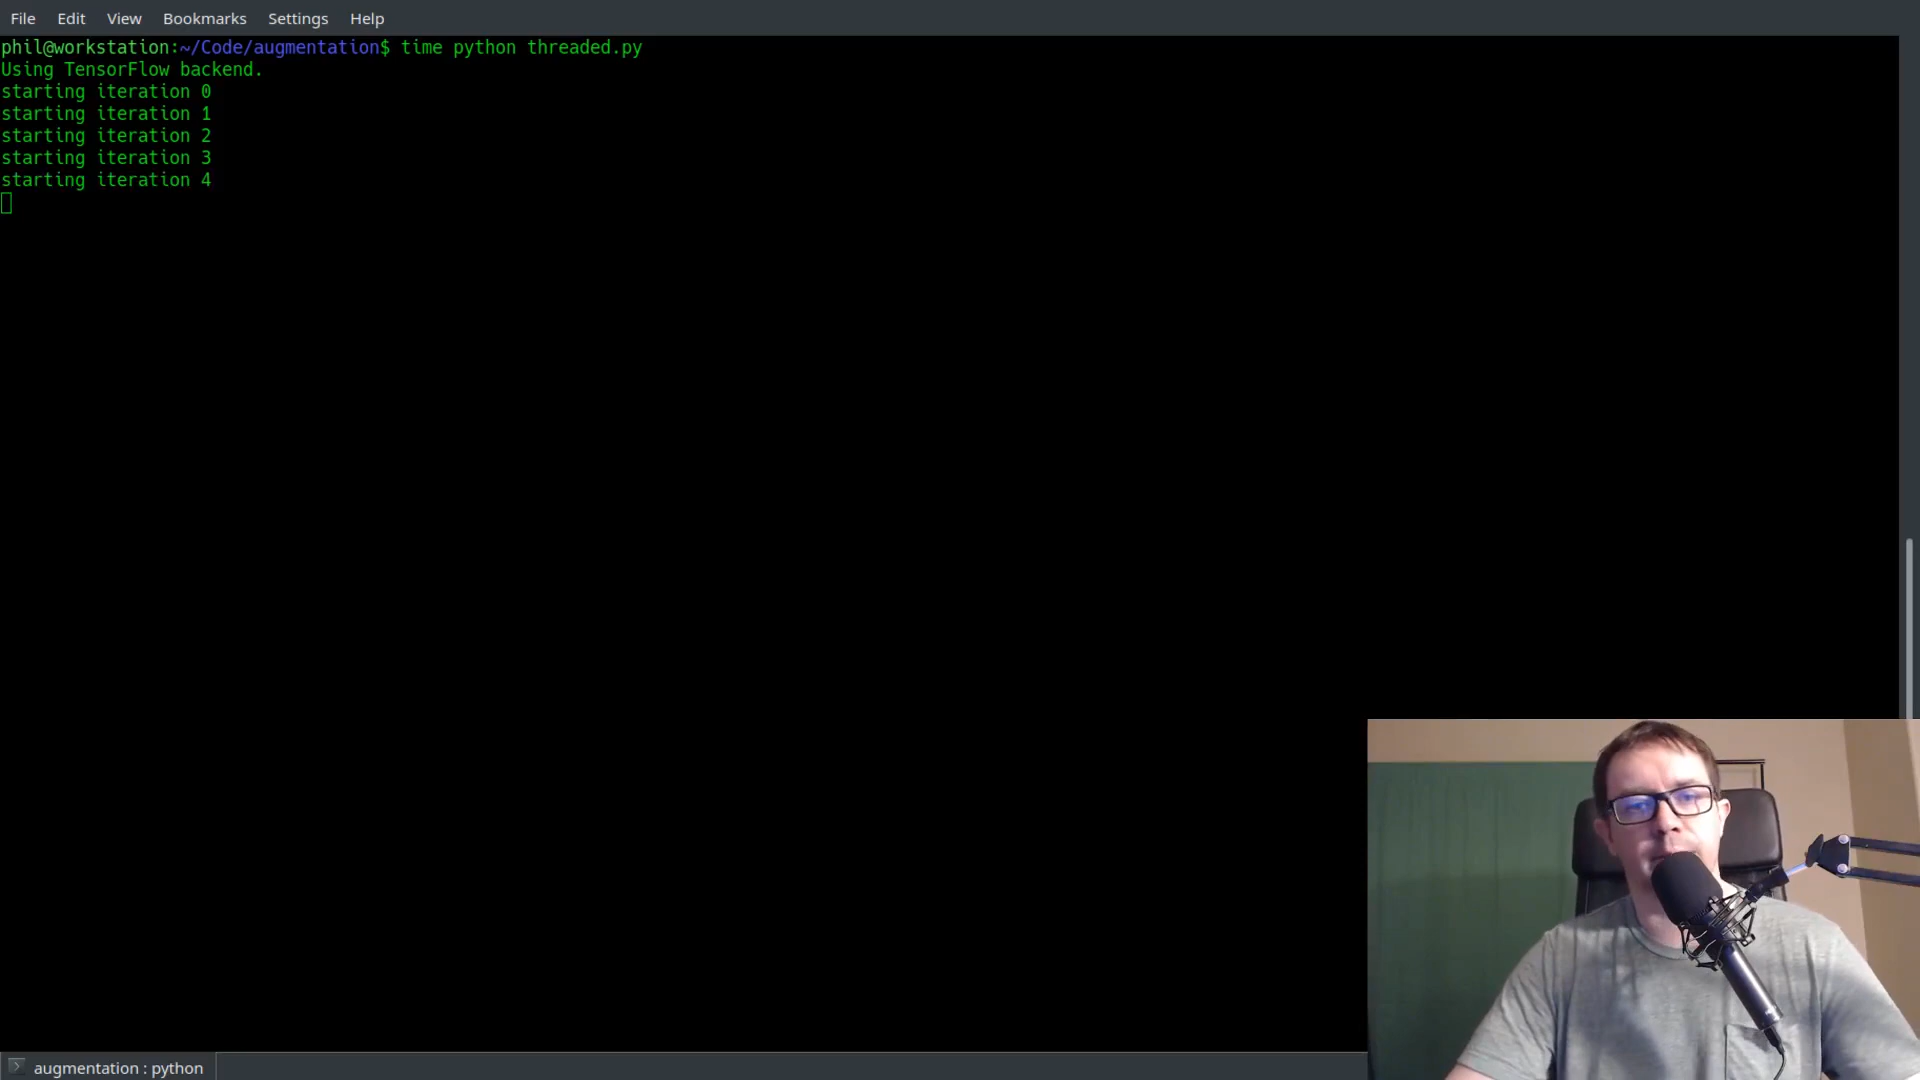 File Edit View Bookmarks Settings Help
phil@workstation:~/Code/augmentation$ time python threaded.py
Using TensorFlow backend.
starting iteration 0
starting iteration 1
starting iteration 2
starting iteration 3
starting iteration 4
augmentation : python